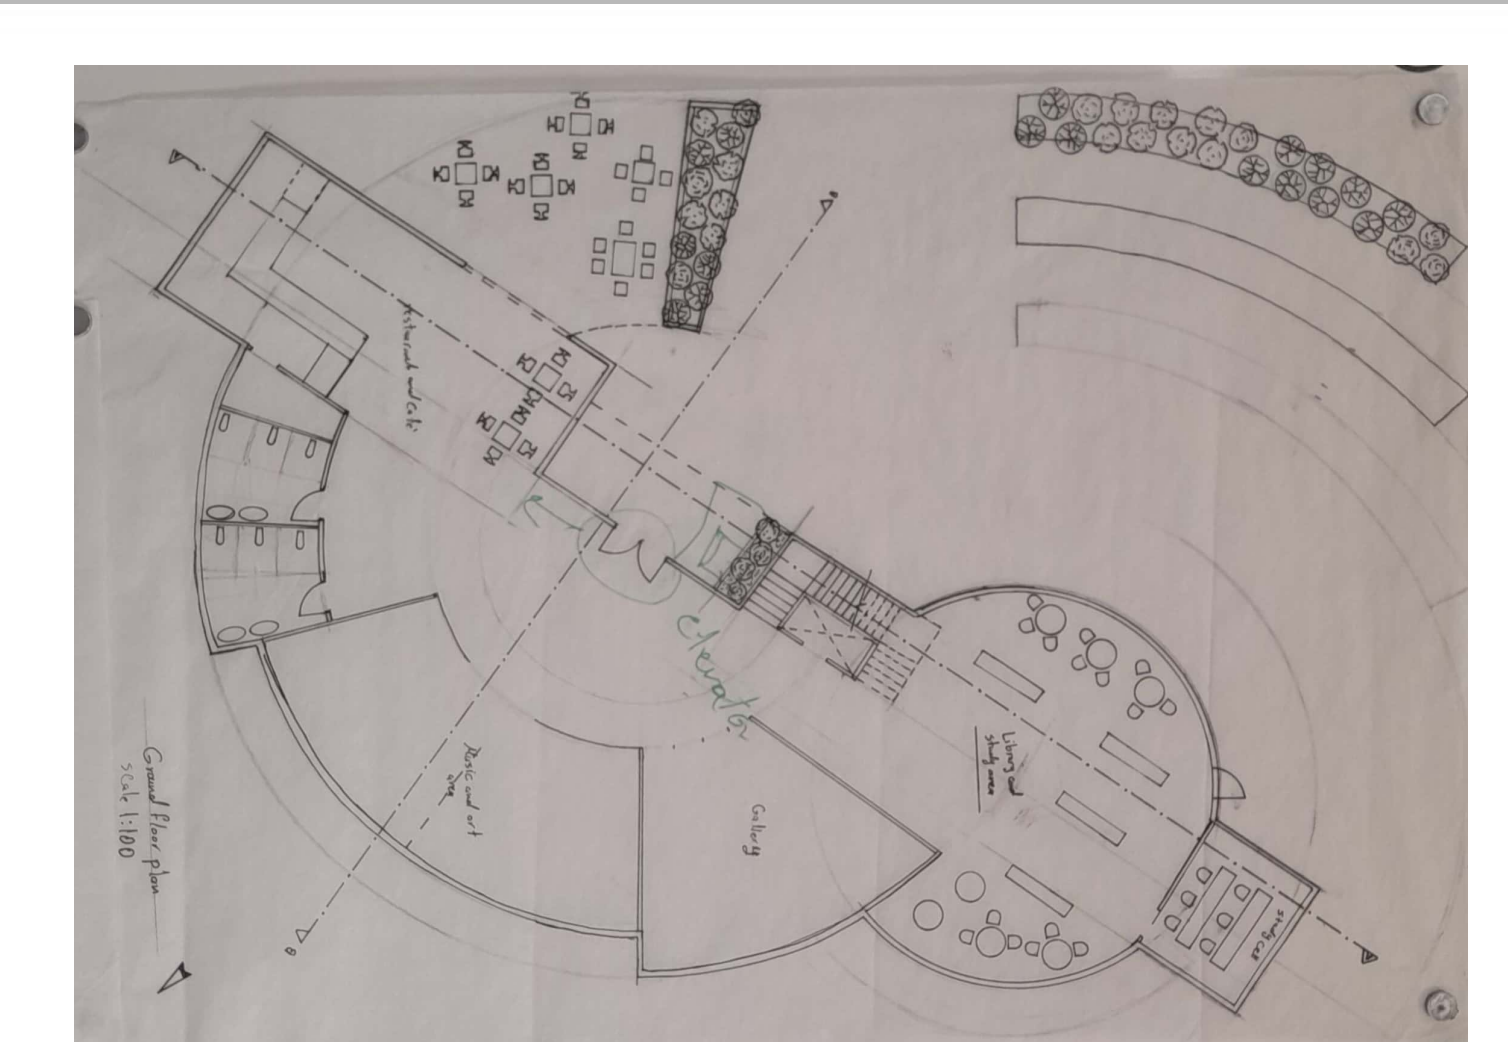 A
B
restaurant and café
elevator
Library and
study area
Music and art
area
Gallery
study cell
Ground floor plan
scale 1:100
B
A